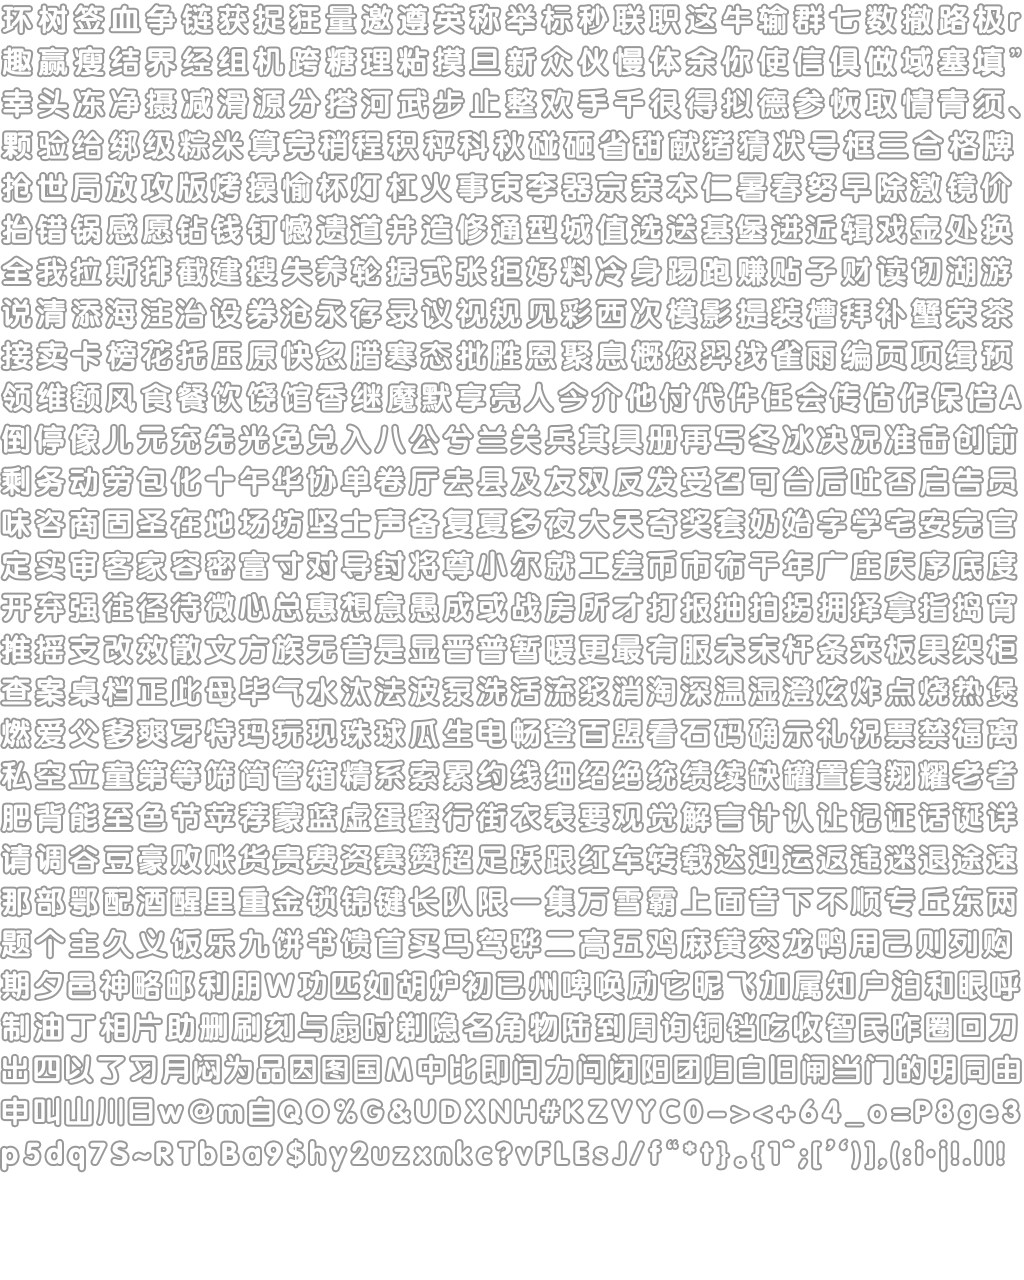 环树签血争链获捉狂量邀遵英称举标秒联职这牛输群七数撤路极r
趣赢瘦结界经组机跨糖理粘摸旦新众伙慢体余你使信俱做域塞填”
幸头冻净摄减滑源分搭河武步止整欢手千很得拟德参恢取情青须、
颗验给绑级粽米算竞稍程积秤科秋碰砸省甜献猪猜状号框三合格牌
抢世局放攻版烤操愉杯灯杠火事束李器京亲本仁暑春努早除激镜价
抬错锅感愿钻钱钉憾遗道并造修通型城值选送基堡进近辑戏壶处换
全我拉斯排截建搜失养轮据式张拒好料冷身踢跑赚贴子财读切湖游
说清添海注治设券沧永存录议视规见彩西次模影提装槽拜补蟹荣茶
接卖卡榜花托压原快忽腊寒态批胜恩聚息概您羿找雀雨编页项缉预
领维额风食餐饮饶馆香继魔默享亮人今介他付代件任会传估作保倍A
倒停像儿元充先光免兑入八公兮兰关兵其具册再写冬冰决况准击创前
剩务动劳包化十午华协单卷厅去县及友双反发受召可台后吐否启告员
味咨商固圣在地场坊坚士声备复夏多夜大天奇奖套奶始字学宅安完官
定实审客家容密富寸对导封将尊小尔就工差币市布干年广庄庆序底度
开弃强往径待微心总惠想意愚成或战房所才打报抽拍拐拥择拿指捣宵
推摇支改效散文方族无昔是显晋普暂暖更最有服未末杆条来板果架柜
查案桌档正此母毕气水汰法波泵洗活流浆消淘深温湿澄炫炸点烧热煲
燃爱父爹爽牙特玛玩现珠球瓜生电畅登百盟看石码确示礼祝票禁福离
私空立童第等筛简管箱精系索累约线细绍绝统绩续缺罐置美翔耀老者
肥背能至色节苹荐蒙蓝虚蛋蜜行街衣表要观觉解言计认让记证话诞详
请调谷豆豪败账货贵费资赛赞超足跃跟红车转载达迎运返违迷退途速
那部鄂配酒醒里重金锁锦键长队限一集万雪霸上面音下不顺专丘东两
题个主久义饭乐九饼书馈首买马驾骅二高五鸡麻黄交龙鸭用己则列购
期夕邑神略邮利朋W功匹如胡炉初已州啤唤励它昵飞加属知户泊和眼呼
制油丁相片助删刷刻与扇时剃隐名角物陆到周询铜铛吃收智民昨圈回刀
出四以了习月闷为品因图国M中比即间力问闭阳团归白旧闸当门的明同由
申叫山川日w@m自QO%G&UDXNH#KZVYC0–><+64_o=P8ge3
p5dq7S~RTbBa9$hy2uzxnkc?vFLEsJ/f“*t}。{1ˆ;[’‘)],(:i·j!.lI!